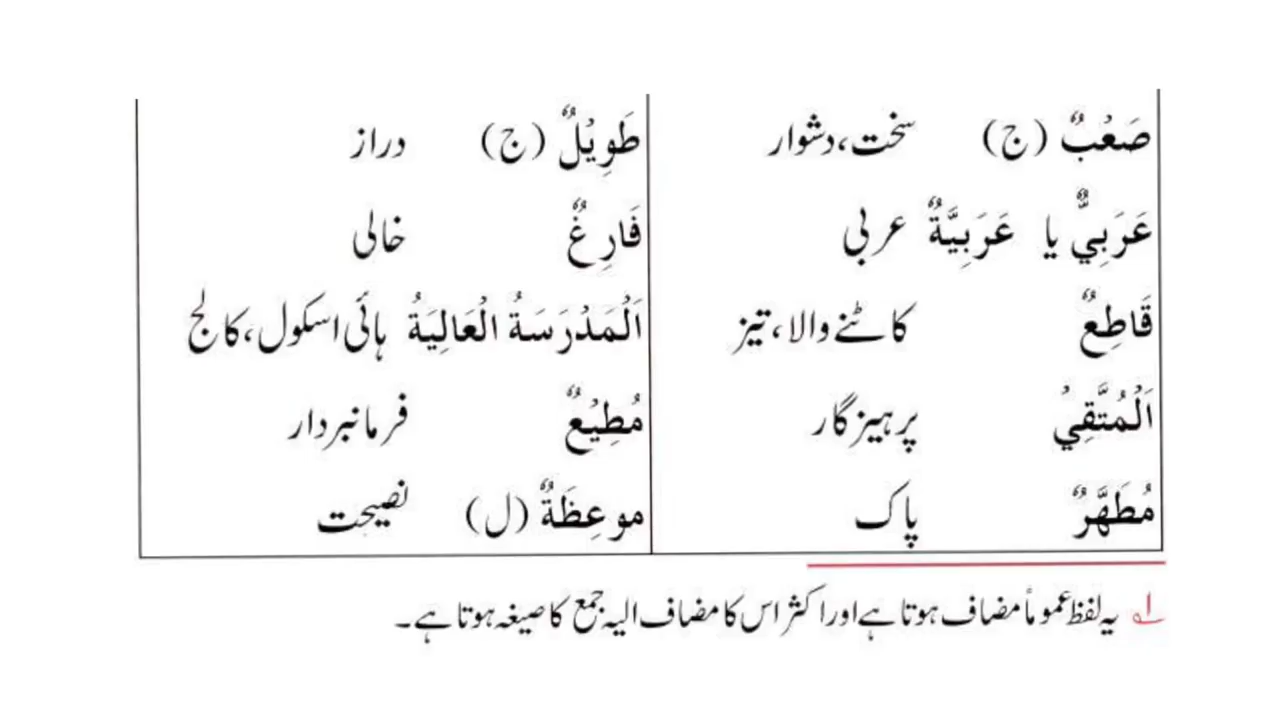 صَعْبٌ (ج) سخت، دشوار
طَوِيْلٌ (ج) دراز
عَرَبِيٌّ یا عَرَبِيَّةٌ عربی
فَارِغٌ خالی
قَاطِعٌ کاٹنے والا، تیز
اَلْمَدْرَسَةُ الْعَالِيَةُ ہائی اسکول، کالج
اَلْمُتَّقِيْ پرہیزگار
مُطِيْعٌ فرمانبردار
مُطَهَّرٌ پاک
موعِظَةٌ (ل) نصیحت
؂۱ یہ لفظ عموماً مضاف ہوتا ہے اور اکثر اس کا مضاف الیہ جمع کا صیغہ ہوتا ہے۔